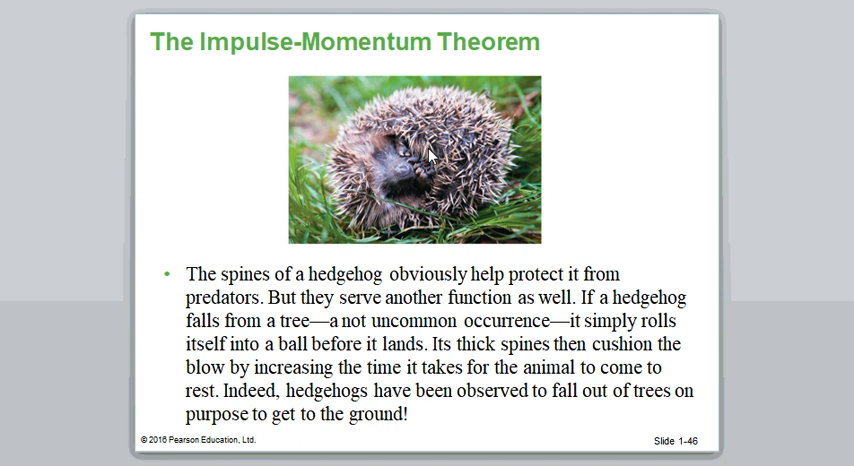 The Impulse-Momentum Theorem
• The spines of a hedgehog obviously help protect it from
predators. But they serve another function as well. If a hedgehog
falls from a tree—a not uncommon occurrence—it simply rolls
itself into a ball before it lands. Its thick spines then cushion the
blow by increasing the time it takes for the animal to come to
rest. Indeed, hedgehogs have been observed to fall out of trees on
purpose to get to the ground!
© 2016 Pearson Education, Ltd.
Slide 1-46